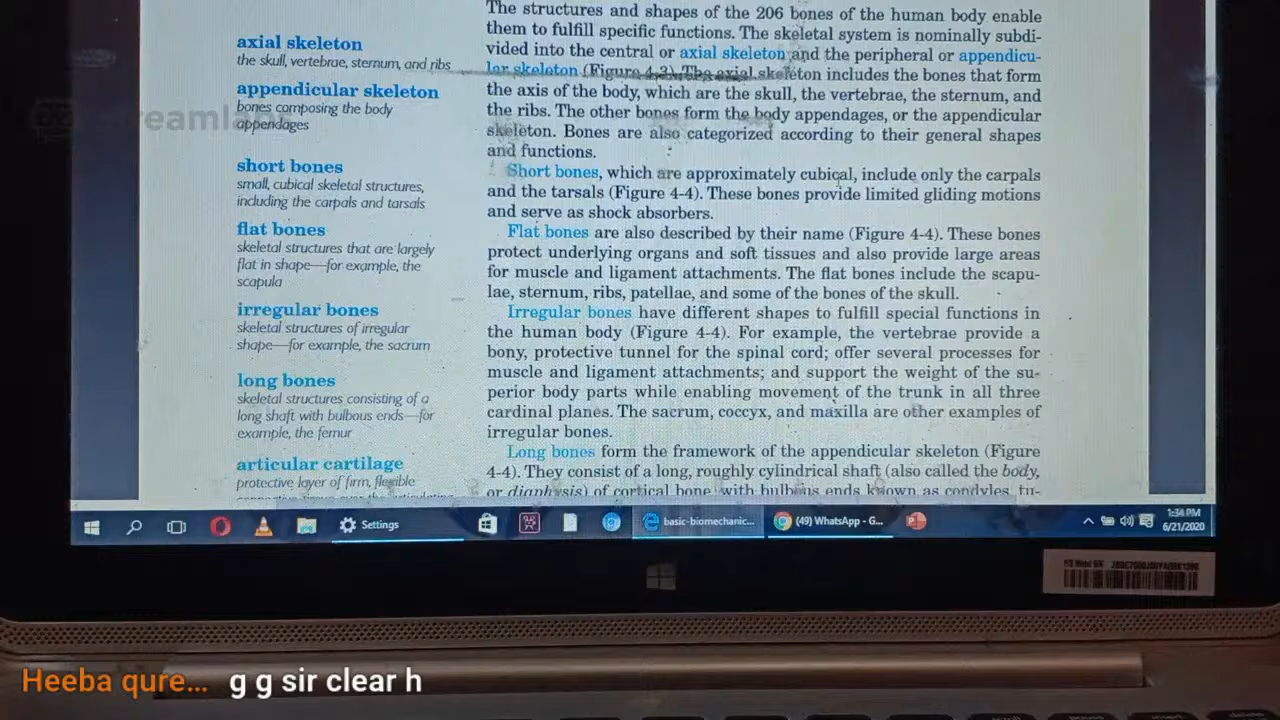 axial skeleton
the skull, vertebrae, sternum, and ribs
appendicular skeleton
bones composing the body
appendages
short bones
small, cubical skeletal structures,
including the carpals and tarsals
flat bones
skeletal structures that are largely
flat in shape—for example, the
scapula
irregular bones
skeletal structures of irregular
shape—for example, the sacrum
long bones
skeletal structures consisting of a
long shaft with bulbous ends—for
example, the femur
articular cartilage
protective layer of firm, flexible
The structures and shapes of the 206 bones of the human body enable
them to fulfill specific functions. The skeletal system is nominally subdi-
vided into the central or axial skeleton and the peripheral or appendicu-
lar skeleton (Figure 4-3). The axial skeleton includes the bones that form
the axis of the body, which are the skull, the vertebrae, the sternum, and
the ribs. The other bones form the body appendages, or the appendicular
skeleton. Bones are also categorized according to their general shapes
and functions.
Short bones, which are approximately cubical, include only the carpals
and the tarsals (Figure 4-4). These bones provide limited gliding motions
and serve as shock absorbers.
Flat bones are also described by their name (Figure 4-4). These bones
protect underlying organs and soft tissues and also provide large areas
for muscle and ligament attachments. The flat bones include the scapu-
lae, sternum, ribs, patellae, and some of the bones of the skull.
Irregular bones have different shapes to fulfill special functions in
the human body (Figure 4-4). For example, the vertebrae provide a
bony, protective tunnel for the spinal cord; offer several processes for
muscle and ligament attachments; and support the weight of the su-
perior body parts while enabling movement of the trunk in all three
cardinal planes. The sacrum, coccyx, and maxilla are other examples of
irregular bones.
Long bones form the framework of the appendicular skeleton (Figure
4-4). They consist of a long, roughly cylindrical shaft (also called the body,
or diaphysis) of cortical bone, with bulbous ends known as condyles, tu-
Settings
basic-biomechanic...
(49) WhatsApp - G...
1:34 PM
6/21/2020
Heeba qure... g g sir clear h